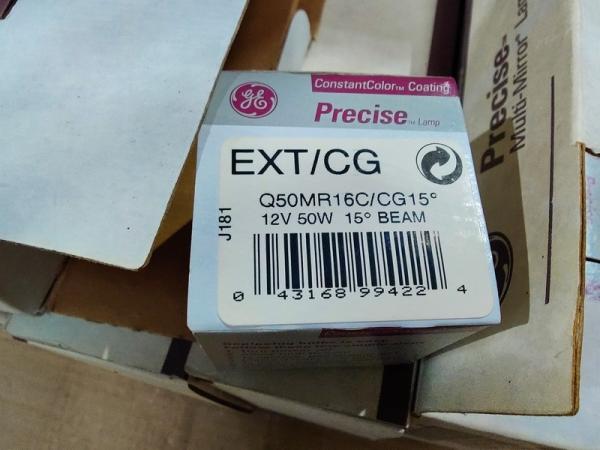 GE
ConstantColor™ Coating
Precise™ Lamp
EXT/CG
Q50MR16C/CG15°
12V 50W 15° BEAM
J181
0 43168 99422 4
Precise™
Multi-Mirror® Lam